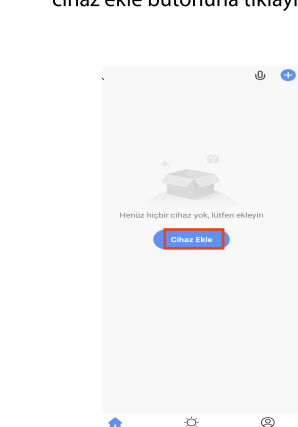 cihaz ekle butonuna tıklayı
Henüz hiçbir cihaz yok, lütfen ekleyin
Cihaz Ekle